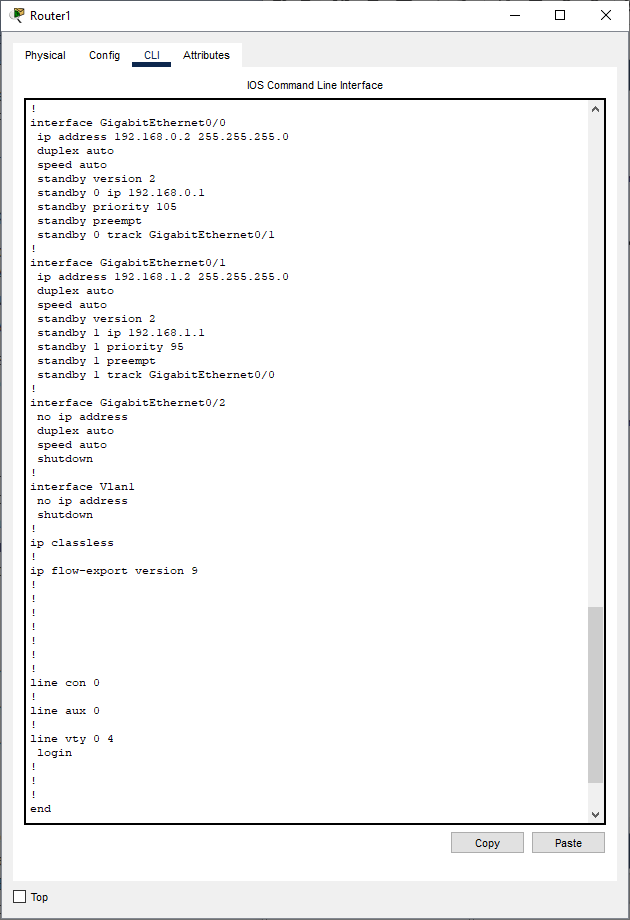 Router1
Physical Config CLI Attributes
IOS Command Line Interface
!
interface GigabitEthernet0/0
 ip address 192.168.0.2 255.255.255.0
 duplex auto
 speed auto
 standby version 2
 standby 0 ip 192.168.0.1
 standby priority 105
 standby preempt
 standby 0 track GigabitEthernet0/1
!
interface GigabitEthernet0/1
 ip address 192.168.1.2 255.255.255.0
 duplex auto
 speed auto
 standby version 2
 standby 1 ip 192.168.1.1
 standby 1 priority 95
 standby 1 preempt
 standby 1 track GigabitEthernet0/0
!
interface GigabitEthernet0/2
 no ip address
 duplex auto
 speed auto
 shutdown
!
interface Vlan1
 no ip address
 shutdown
!
ip classless
!
ip flow-export version 9
!
!
!
!
!
!
!
line con 0
!
line aux 0
!
line vty 0 4
 login
!
!
!
end
Copy Paste
Top